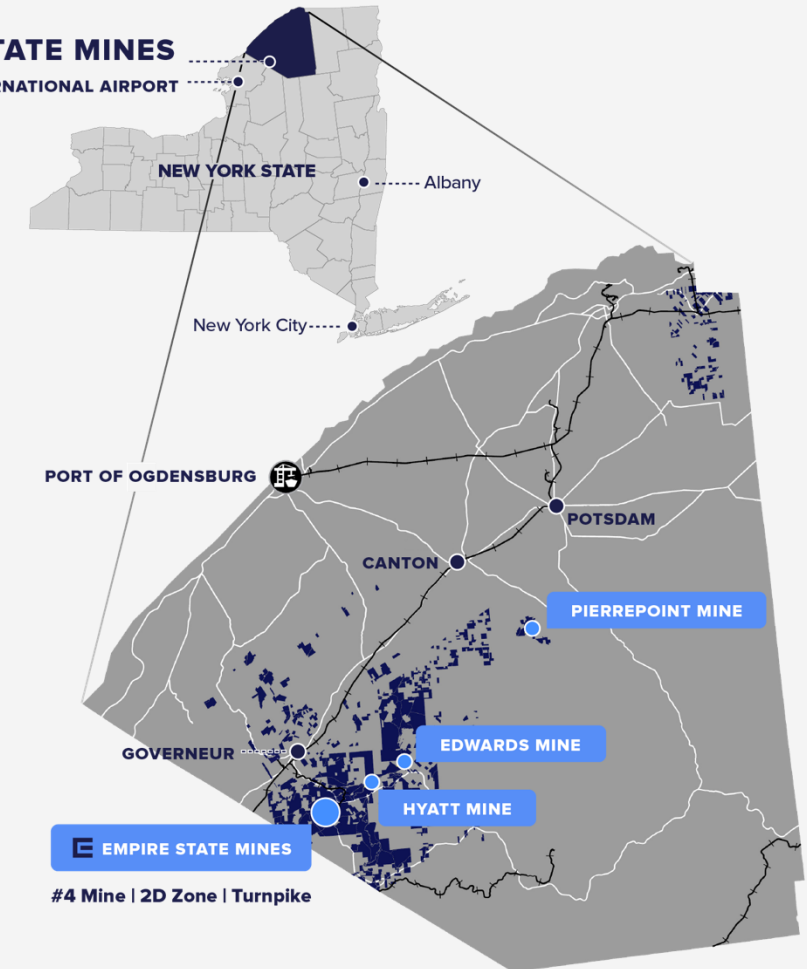 TATE MINES
RNATIONAL AIRPORT
NEW YORK STATE
Albany
New York City
PORT OF OGDENSBURG
POTSDAM
CANTON
PIERREPOINT MINE
EDWARDS MINE
GOVERNEUR
HYATT MINE
EMPIRE STATE MINES
#4 Mine | 2D Zone | Turnpike